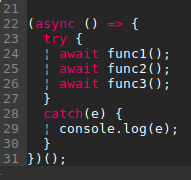 21
22 (async () => {
23   try {
24   ¦ await func1();
25   ¦ await func2();
26   ¦ await func3();
27   }
28   catch(e) {
29   ¦ console.log(e);
30   }
31 })();